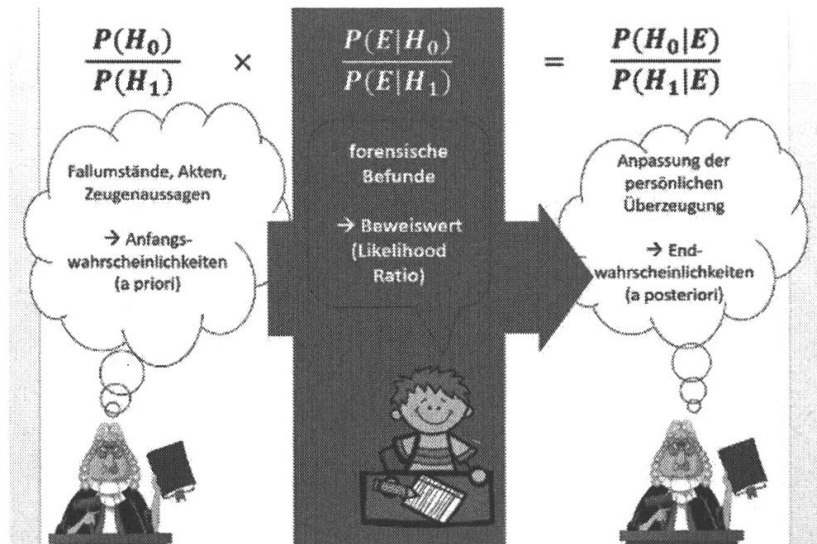 P(H₀)
P(H₁)
×
P(E|H₀)
P(E|H₁)
=
P(H₀|E)
P(H₁|E)
Fallumstände, Akten,
Zeugenaussagen
→ Anfangs-
wahrscheinlichkeiten
(a priori)
forensische
Befunde
→ Beweiswert
(Likelihood
Ratio)
Anpassung der
persönlichen
Überzeugung
→ End-
wahrscheinlichkeiten
(a posteriori)